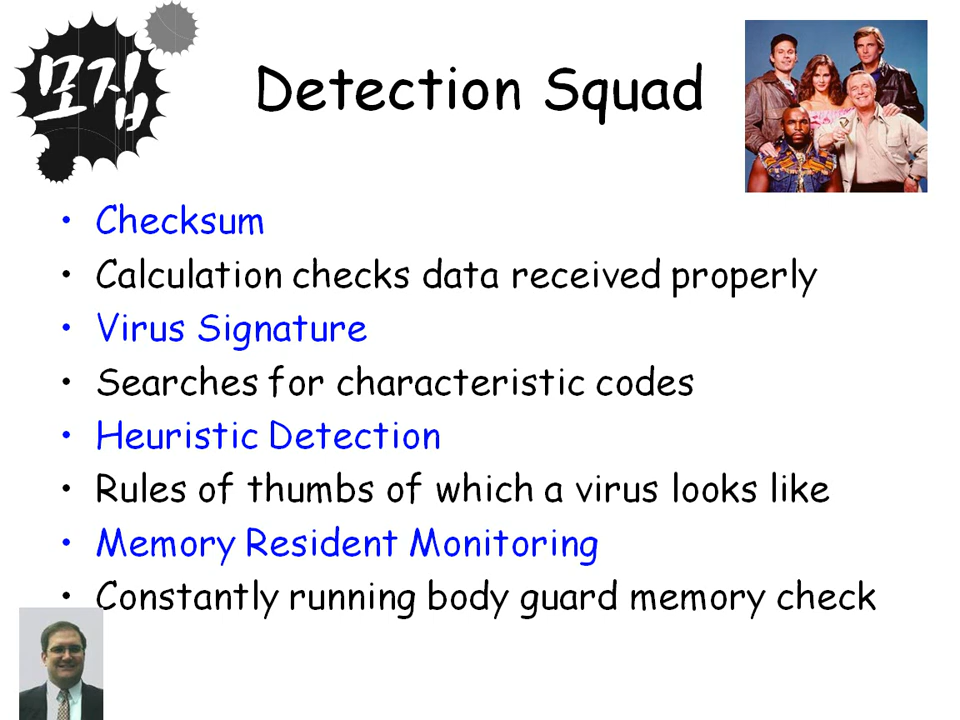 모집
Detection Squad
• Checksum
• Calculation checks data received properly
• Virus Signature
• Searches for characteristic codes
• Heuristic Detection
• Rules of thumbs of which a virus looks like
• Memory Resident Monitoring
• Constantly running body guard memory check